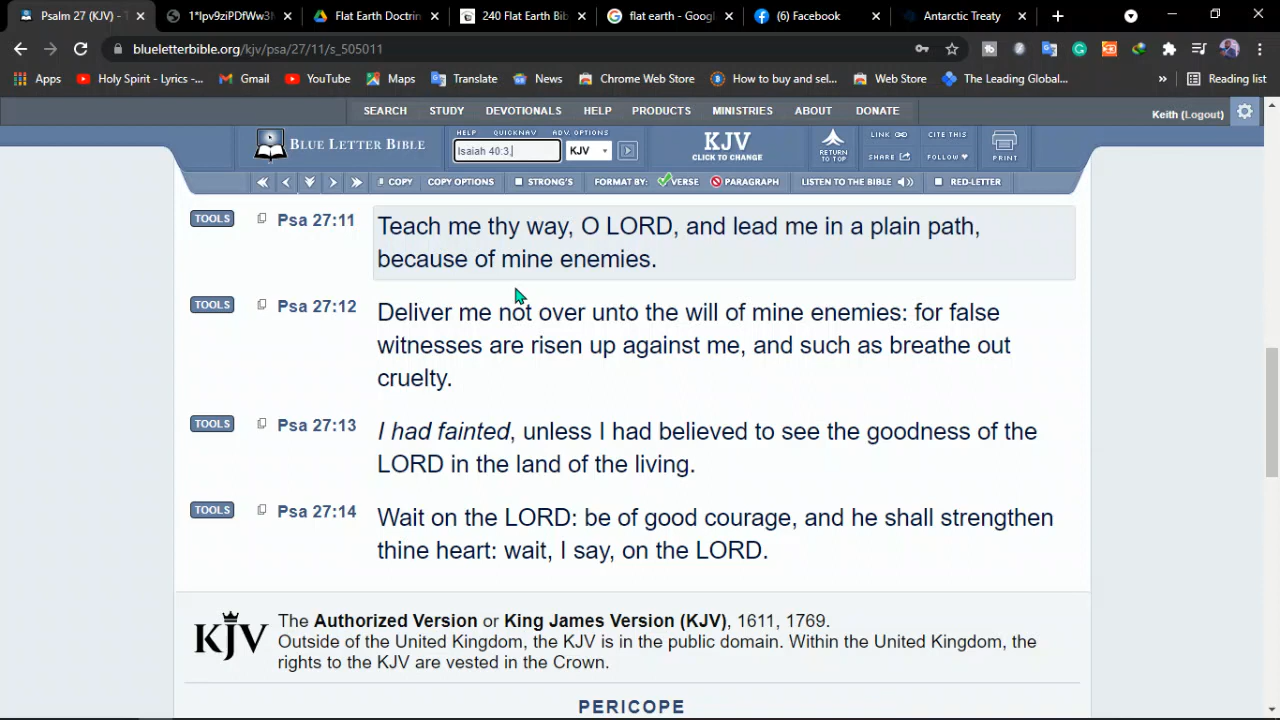 Psalm 27 (KJV) - T
1*Ipv9ziPDfWw3M
Flat Earth Doctrin
240 Flat Earth Bib
flat earth - Googl
(6) Facebook
Antarctic Treaty
blueletterbible.org/kjv/psa/27/11/s_505011
Apps
Holy Spirit - Lyrics -...
Gmail
YouTube
Maps
Translate
News
Chrome Web Store
How to buy and sel...
Web Store
The Leading Global...
Reading list
SEARCH STUDY DEVOTIONALS HELP PRODUCTS MINISTRIES ABOUT DONATE
Keith (Logout)
BLUE LETTER BIBLE
HELP QUICKNAV ADV. OPTIONS
Isaiah 40:3,
KJV
KJV
CLICK TO CHANGE
RETURN
TO TOP
LINK
CITE THIS
SHARE
FOLLOW
PRINT
COPY COPY OPTIONS STRONG'S FORMAT BY: VERSE PARAGRAPH LISTEN TO THE BIBLE RED-LETTER
TOOLS Psa 27:11 Teach me thy way, O LORD, and lead me in a plain path,
because of mine enemies.
TOOLS Psa 27:12 Deliver me not over unto the will of mine enemies: for false
witnesses are risen up against me, and such as breathe out
cruelty.
TOOLS Psa 27:13 I had fainted, unless I had believed to see the goodness of the
LORD in the land of the living.
TOOLS Psa 27:14 Wait on the LORD: be of good courage, and he shall strengthen
thine heart: wait, I say, on the LORD.
KJV
The Authorized Version or King James Version (KJV), 1611, 1769.
Outside of the United Kingdom, the KJV is in the public domain. Within the United Kingdom, the
rights to the KJV are vested in the Crown.
PERICOPE